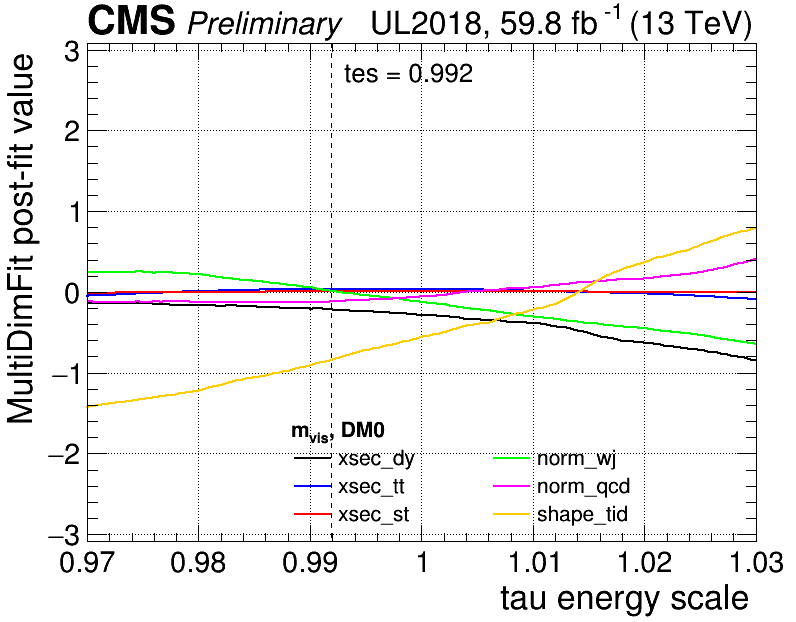 CMS Preliminary UL2018, 59.8 fb⁻¹ (13 TeV)
MultiDimFit post-fit value
3
2
1
0
−1
−2
−3
tes = 0.992
m_vis, DM0
xsec_dy norm_wj
xsec_tt norm_qcd
xsec_st shape_tid
0.97 0.98 0.99 1 1.01 1.02 1.03
tau energy scale